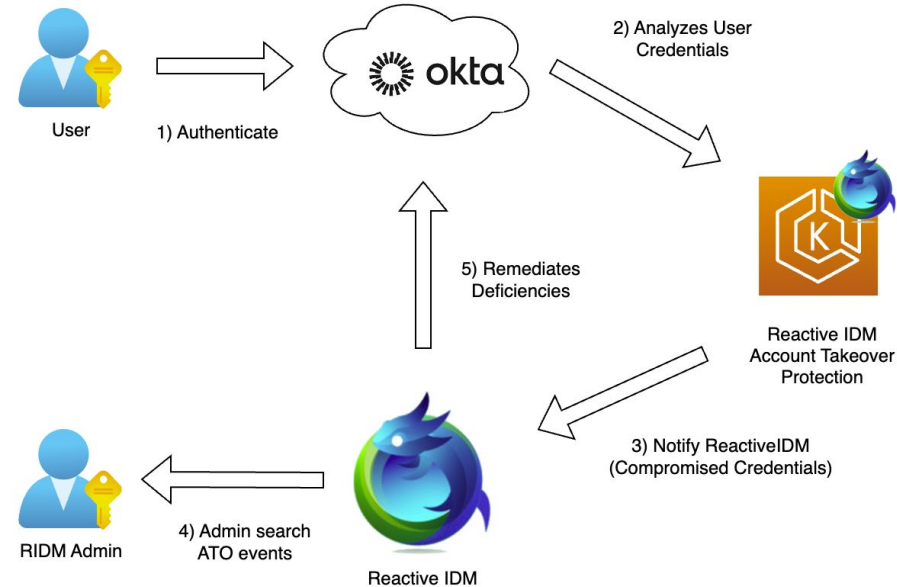 2) Analyzes User
Credentials
okta
User
1) Authenticate
K
5) Remediates
Deficiencies
Reactive IDM
Account Takeover
Protection
3) Notify ReactiveIDM
(Compromised Credentials)
4) Admin search
ATO events
RIDM Admin
Reactive IDM